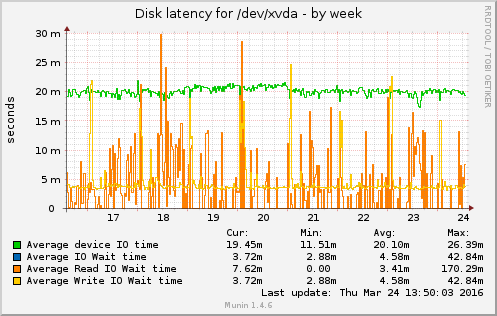 Disk latency for /dev/xvda - by week
RRDTOOL / TOBI OETIKER
seconds
30 m
25 m
20 m
15 m
10 m
5 m
0
17 18 19 20 21 22 23 24
Cur: Min: Avg: Max:
Average device IO time 19.45m 11.51m 20.10m 26.39m
Average IO Wait time 3.72m 2.88m 4.58m 42.84m
Average Read IO Wait time 7.62m 0.00 3.41m 170.29m
Average Write IO Wait time 3.72m 2.88m 4.58m 42.84m
Last update: Thu Mar 24 13:50:03 2016
Munin 1.4.6